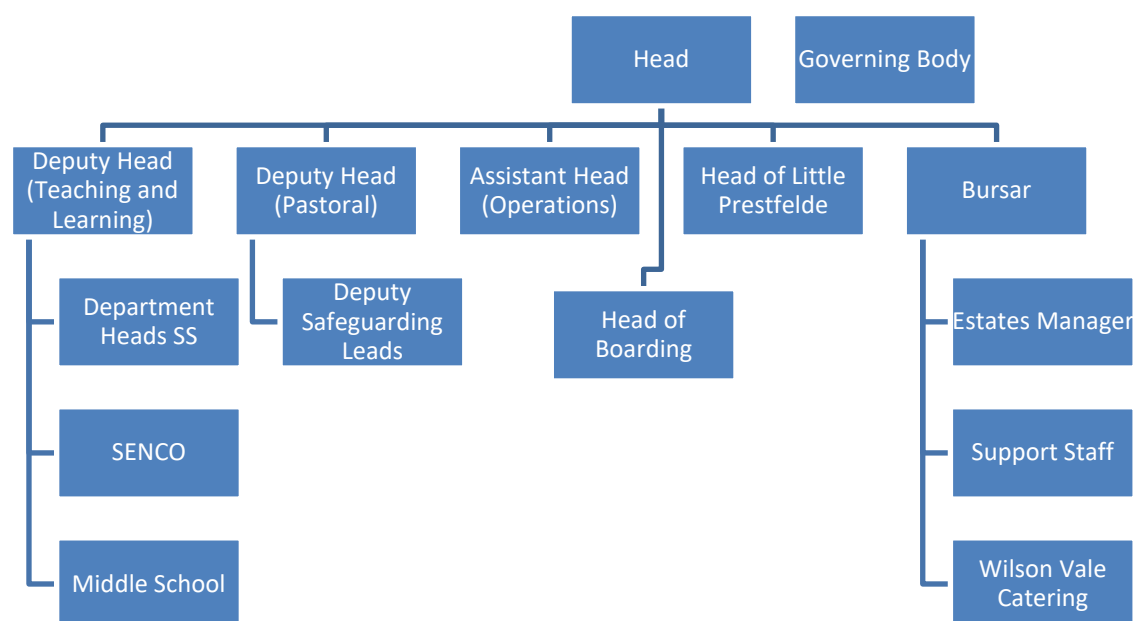 Head
Governing Body
Deputy Head
(Teaching and
Learning)
Deputy Head
(Pastoral)
Assistant Head
(Operations)
Head of Little
Prestfelde
Bursar
Department
Heads SS
Deputy
Safeguarding
Leads
Head of
Boarding
Estates Manager
SENCO
Support Staff
Middle School
Wilson Vale
Catering